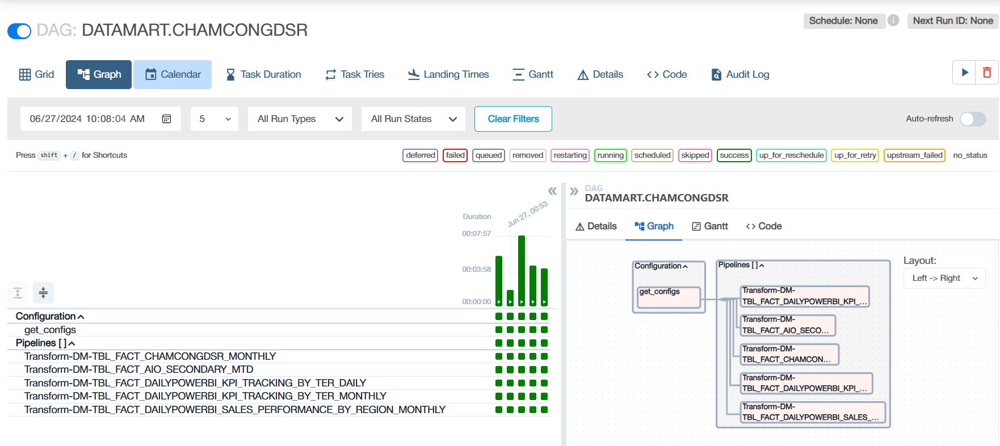 DAG: DATAMART.CHAMCONGDSR
Schedule: None
Next Run ID: None
Grid
Graph
Calendar
Task Duration
Task Tries
Landing Times
Gantt
Details
Code
Audit Log
06/27/2024 10:08:04 AM
5
All Run Types
All Run States
Clear Filters
Auto-refresh
Press shift + / for Shortcuts
deferred
failed
queued
removed
restarting
running
scheduled
skipped
success
up_for_reschedule
up_for_retry
upstream_failed
no_status
Duration
Jun 27, 00:53
00:07:57
00:03:58
00:00:00
Configuration
get_configs
Pipelines [ ]
Transform-DM-TBL_FACT_CHAMCONGDSR_MONTHLY
Transform-DM-TBL_FACT_AIO_SECONDARY_MTD
Transform-DM-TBL_FACT_DAILYPOWERBI_KPI_TRACKING_BY_TER_DAILY
Transform-DM-TBL_FACT_DAILYPOWERBI_KPI_TRACKING_BY_TER_MONTHLY
Transform-DM-TBL_FACT_DAILYPOWERBI_SALES_PERFORMANCE_BY_REGION_MONTHLY
DAG
DATAMART.CHAMCONGDSR
Details
Graph
Gantt
Code
Configuration
get_configs
Pipelines [ ]
Transform-DM-
TBL_FACT_DAILYPOWERBI_KPI_...
Transform-DM-
TBL_FACT_AIO_SECO...
Transform-DM-
TBL_FACT_CHAMCON...
Transform-DM-
TBL_FACT_DAILYPOWERBI_KPI_...
Transform-DM-
TBL_FACT_DAILYPOWERBI_SALES_...
Layout:
Left -> Right